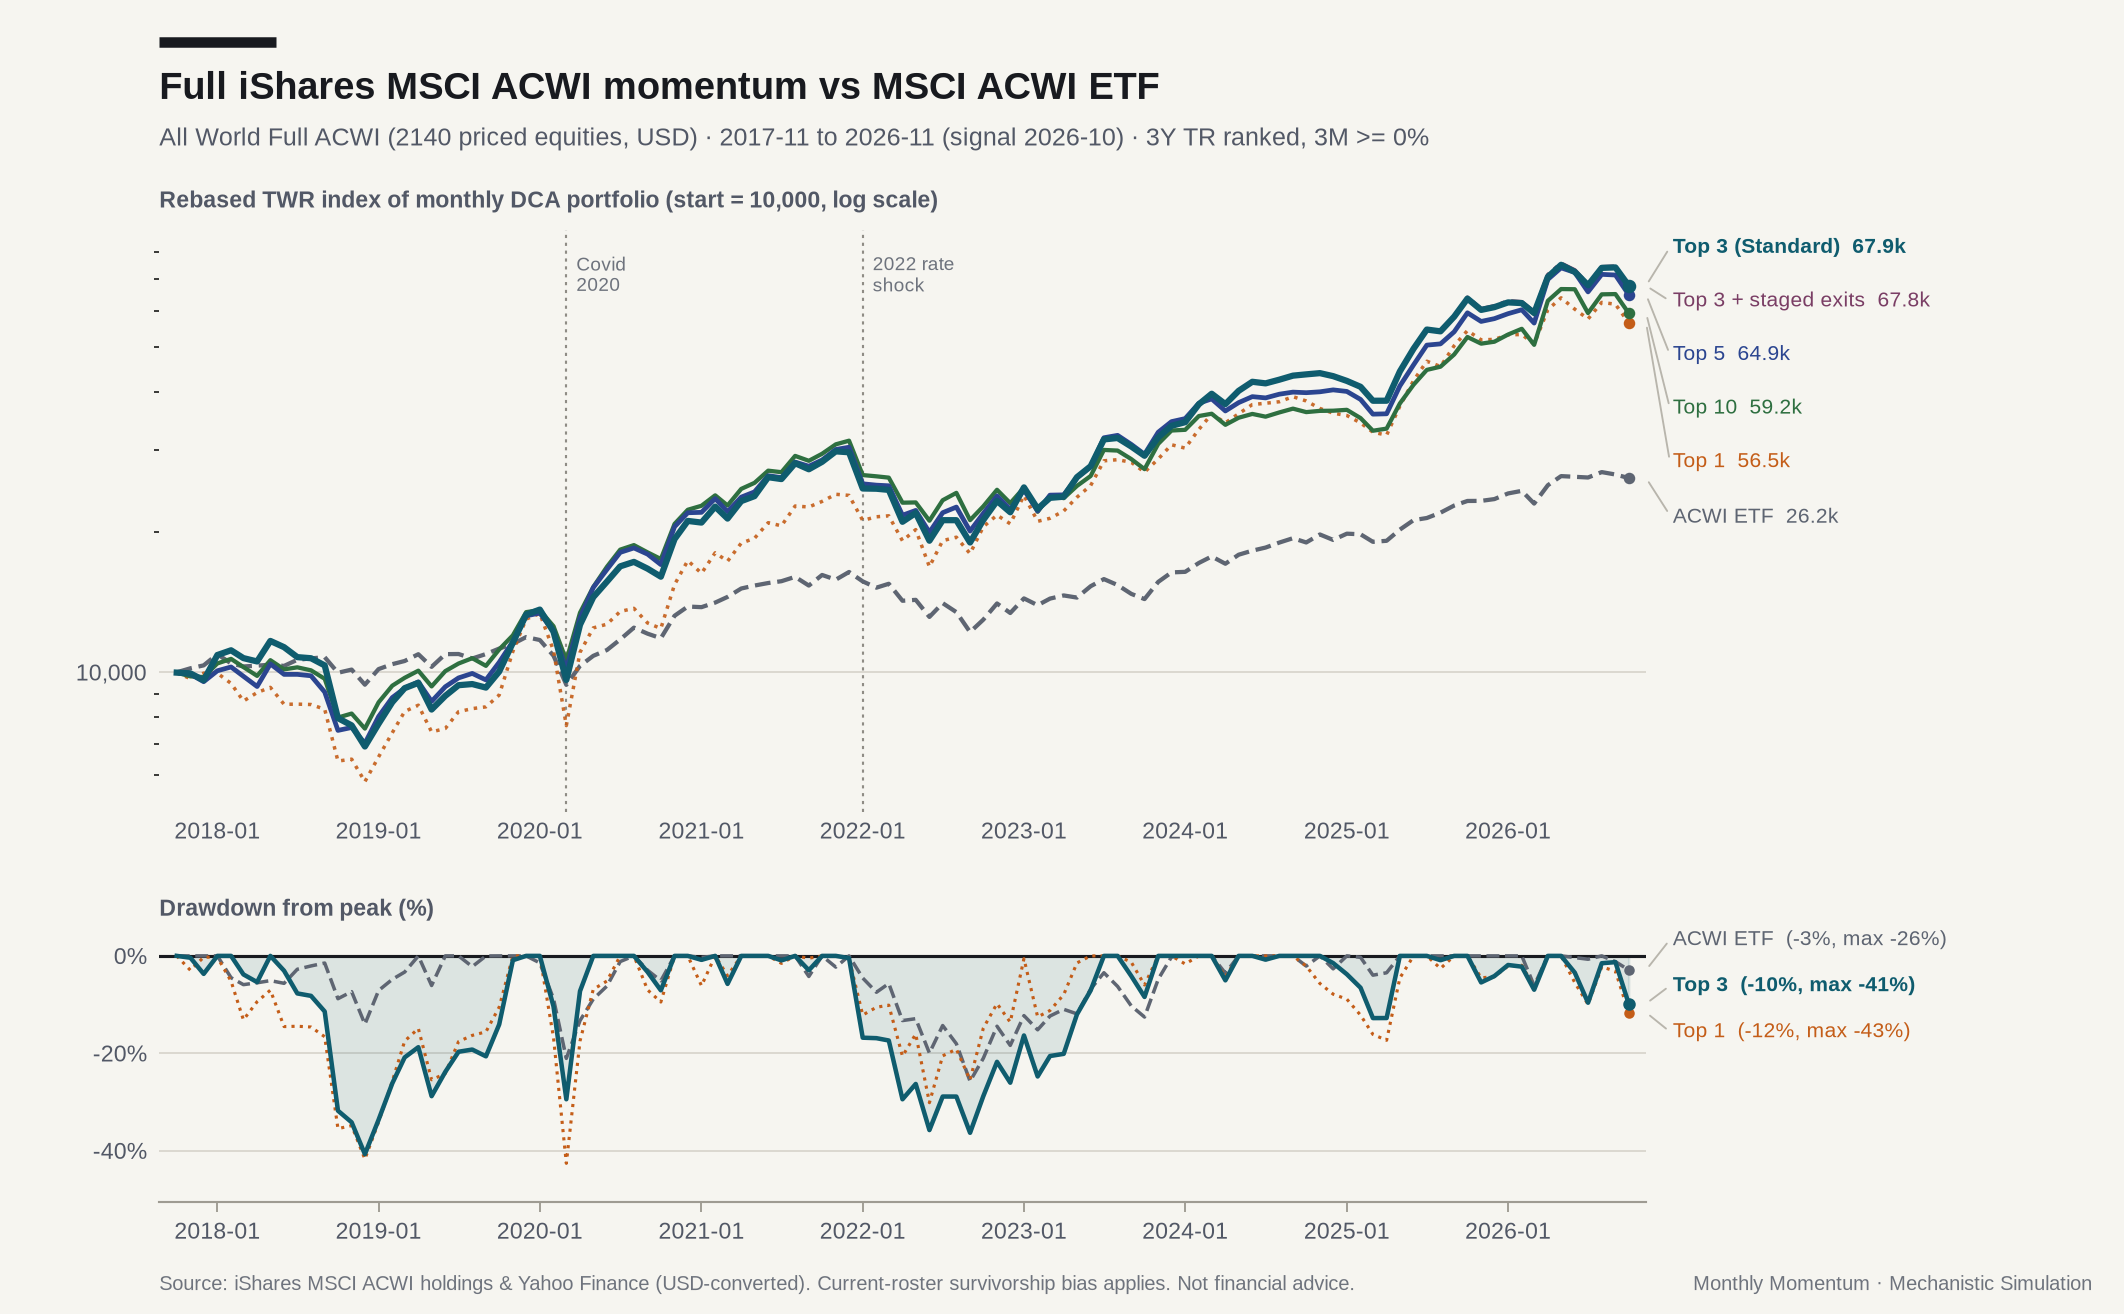 Full iShares MSCI ACWI momentum vs MSCI ACWI ETF
All World Full ACWI (2140 priced equities, USD) · 2017-11 to 2026-11 (signal 2026-10) · 3Y TR ranked, 3M >= 0%
Rebased TWR index of monthly DCA portfolio (start = 10,000, log scale)
Covid
2020
2022 rate
shock
Top 3 (Standard) 67.9k
Top 3 + staged exits 67.8k
Top 5 64.9k
Top 10 59.2k
Top 1 56.5k
ACWI ETF 26.2k
10,000
2018-01 2019-01 2020-01 2021-01 2022-01 2023-01 2024-01 2025-01 2026-01
Drawdown from peak (%)
0%
-20%
-40%
ACWI ETF (-3%, max -26%)
Top 3 (-10%, max -41%)
Top 1 (-12%, max -43%)
2018-01 2019-01 2020-01 2021-01 2022-01 2023-01 2024-01 2025-01 2026-01
Source: iShares MSCI ACWI holdings & Yahoo Finance (USD-converted). Current-roster survivorship bias applies. Not financial advice.
Monthly Momentum · Mechanistic Simulation